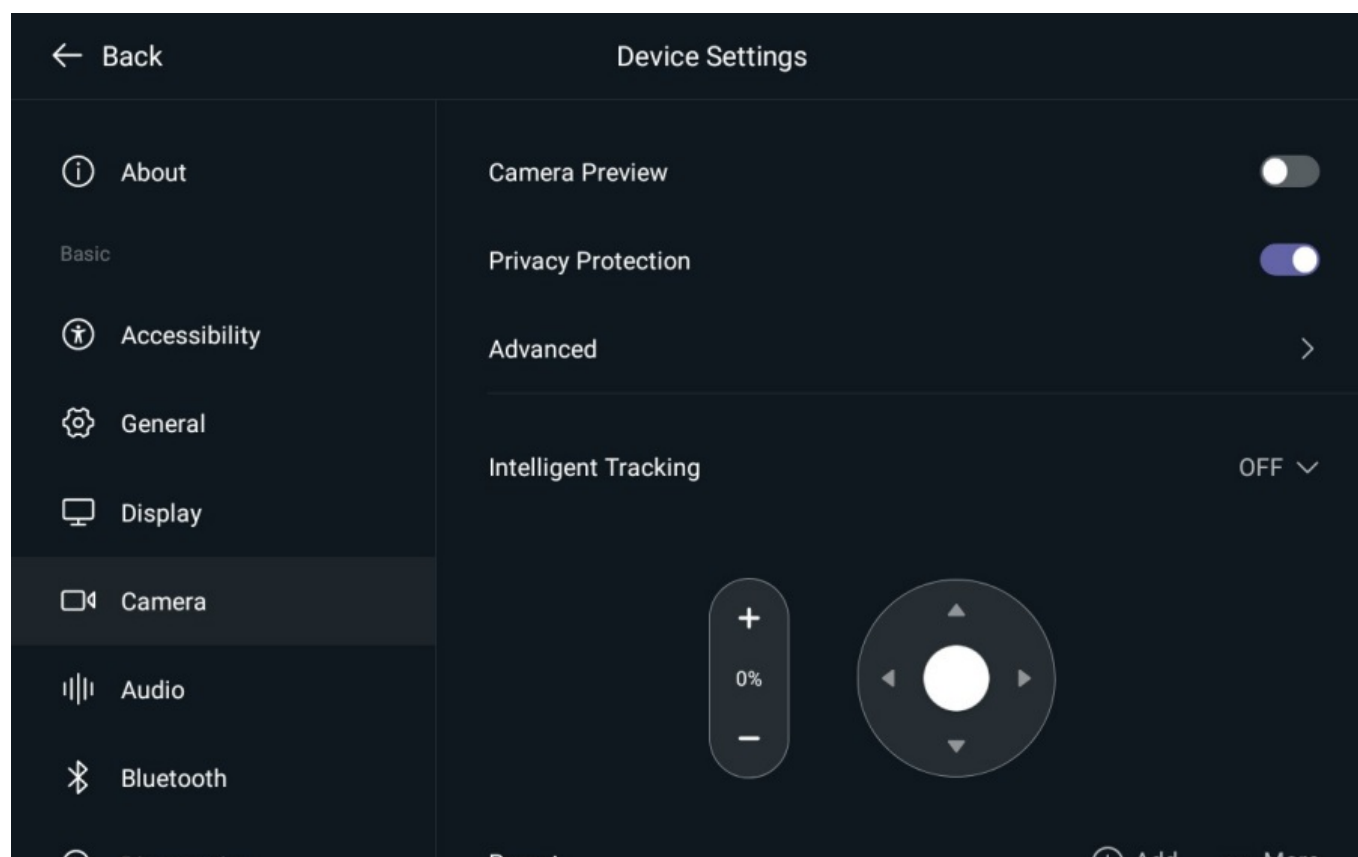 Back
Device Settings
About
Basic
Accessibility
General
Display
Camera
Audio
Bluetooth
Camera Preview
Privacy Protection
Advanced
Intelligent Tracking
OFF
+
0%
−